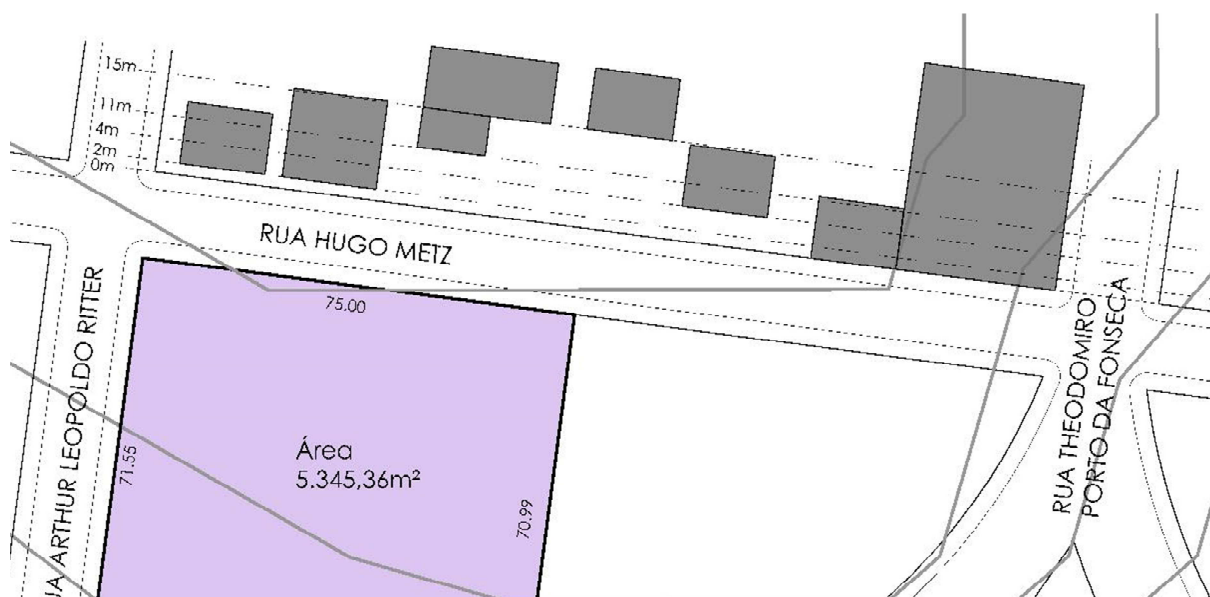 15m
11m
4m
2m
0m
RUA HUGO METZ
75.00
UA ARTHUR LEOPOLDO RITTER
71.55
Área
5.345,36m²
70.99
RUA THEODOMIRO
PORTO DA FONSECA